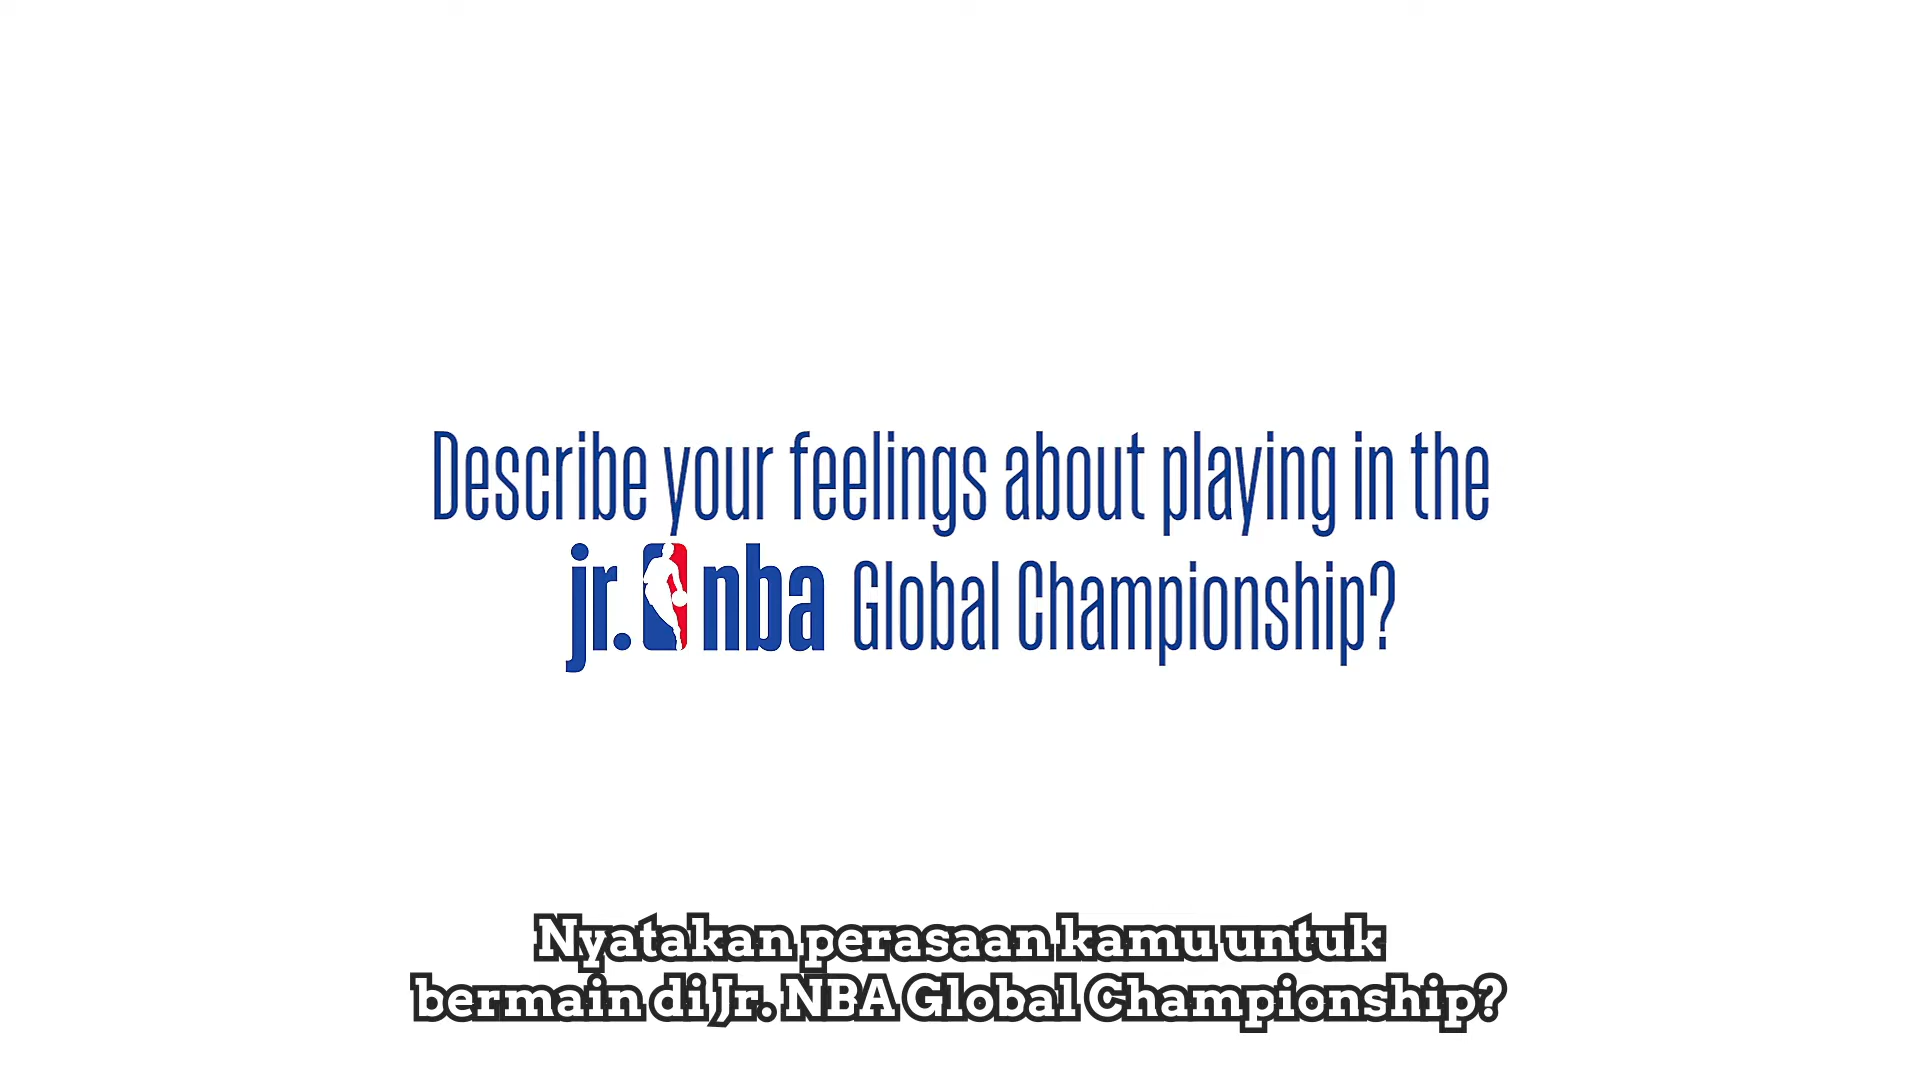 Describe your feelings about playing in the
jr. nba Global Championship?
Nyatakan perasaan kamu untuk
bermain di Jr. NBA Global Championship?